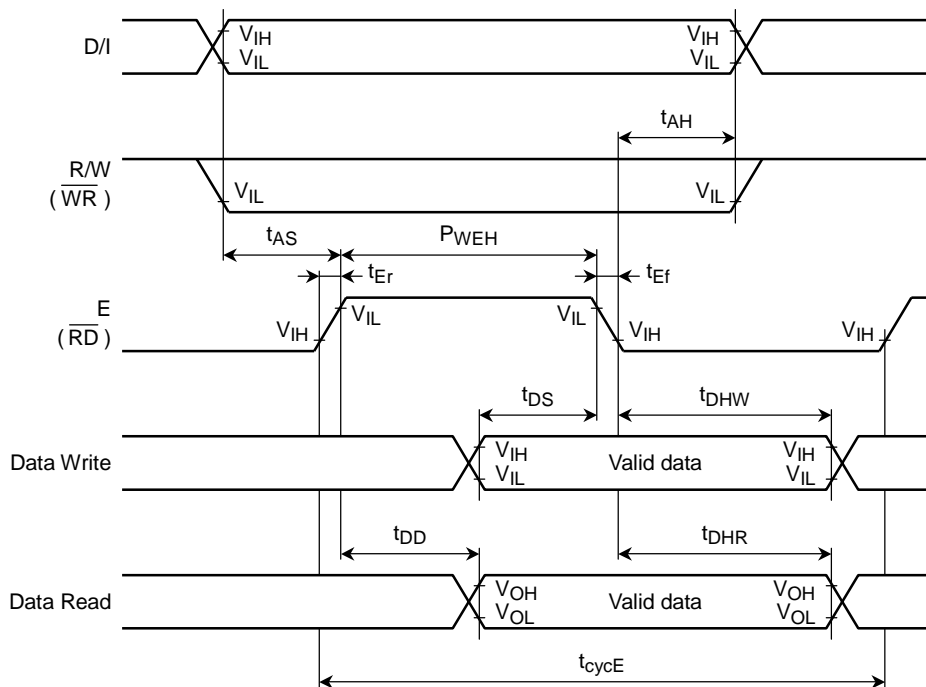 D/I
VIH
VIL
VIH
VIL
tAH
R/W
(WR)
VIL
VIL
tAS
PWEH
tEr
tEf
E
(RD)
VIH
VIL
VIL
VIH
VIH
tDS
tDHW
Data Write
VIH
VIL
Valid data
VIH
VIL
tDD
tDHR
Data Read
VOH
VOL
Valid data
VOH
VOL
tcycE